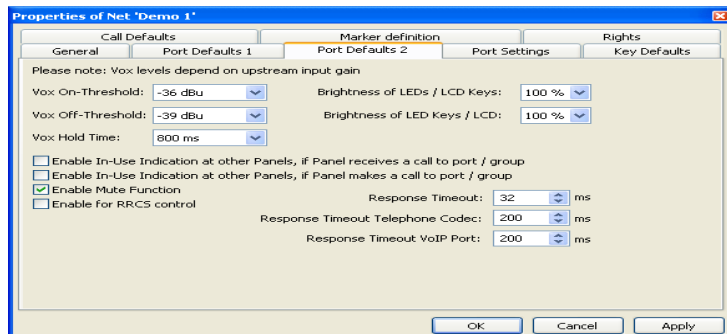 Properties of Net 'Demo 1'
Call Defaults Marker definition Rights
General Port Defaults 1 Port Defaults 2 Port Settings Key Defaults
Please note: Vox levels depend on upstream input gain
Vox On-Threshold: -36 dBu Brightness of LEDs / LCD Keys: 100 %
Vox Off-Threshold: -39 dBu Brightness of LED Keys / LCD: 100 %
Vox Hold Time: 800 ms
Enable In-Use Indication at other Panels, if Panel receives a call to port / group
Enable In-Use Indication at other Panels, if Panel makes a call to port / group
Enable Mute Function
Enable for RRCS control
Response Timeout: 32 ms
Response Timeout Telephone Codec: 200 ms
Response Timeout VoIP Port: 200 ms
OK Cancel Apply